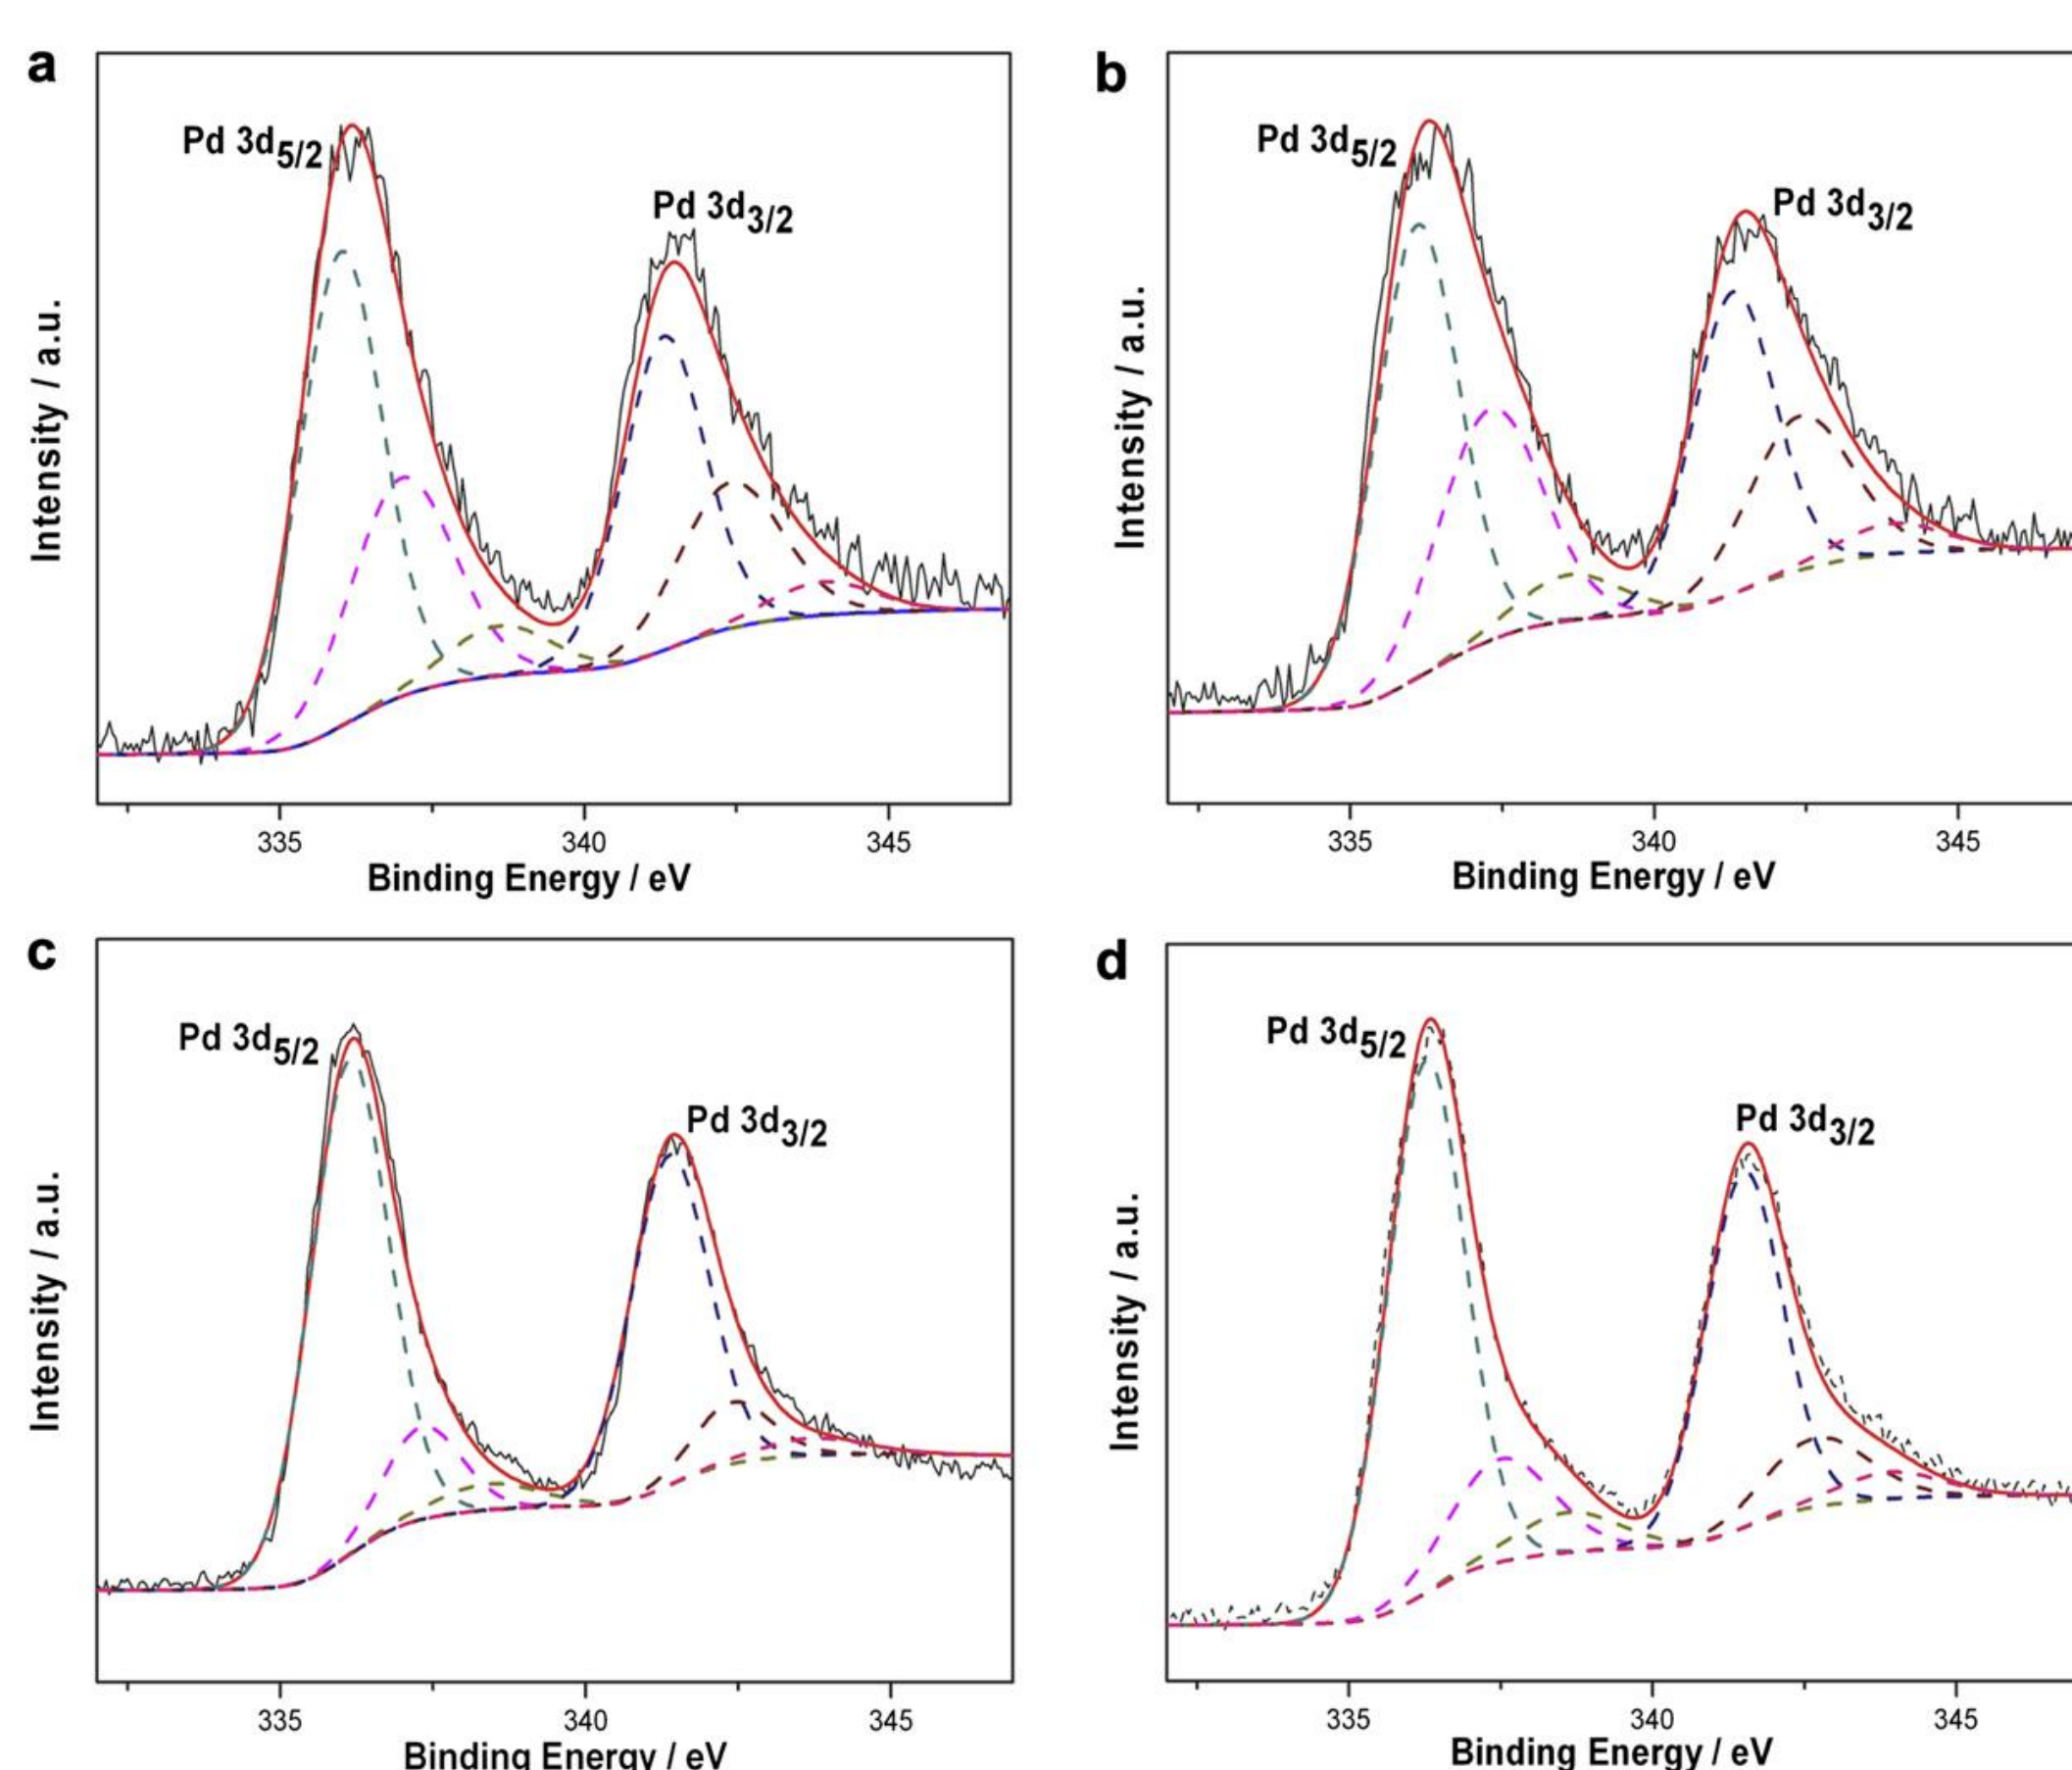 a
Pd 3d5/2
Pd 3d3/2
Intensity / a.u.
335 340 345
Binding Energy / eV
b
Pd 3d5/2
Pd 3d3/2
Intensity / a.u.
335 340 345
Binding Energy / eV
c
Pd 3d5/2
Pd 3d3/2
Intensity / a.u.
335 340 345
Binding Energy / eV
d
Pd 3d5/2
Pd 3d3/2
Intensity / a.u.
335 340 345
Binding Energy / eV